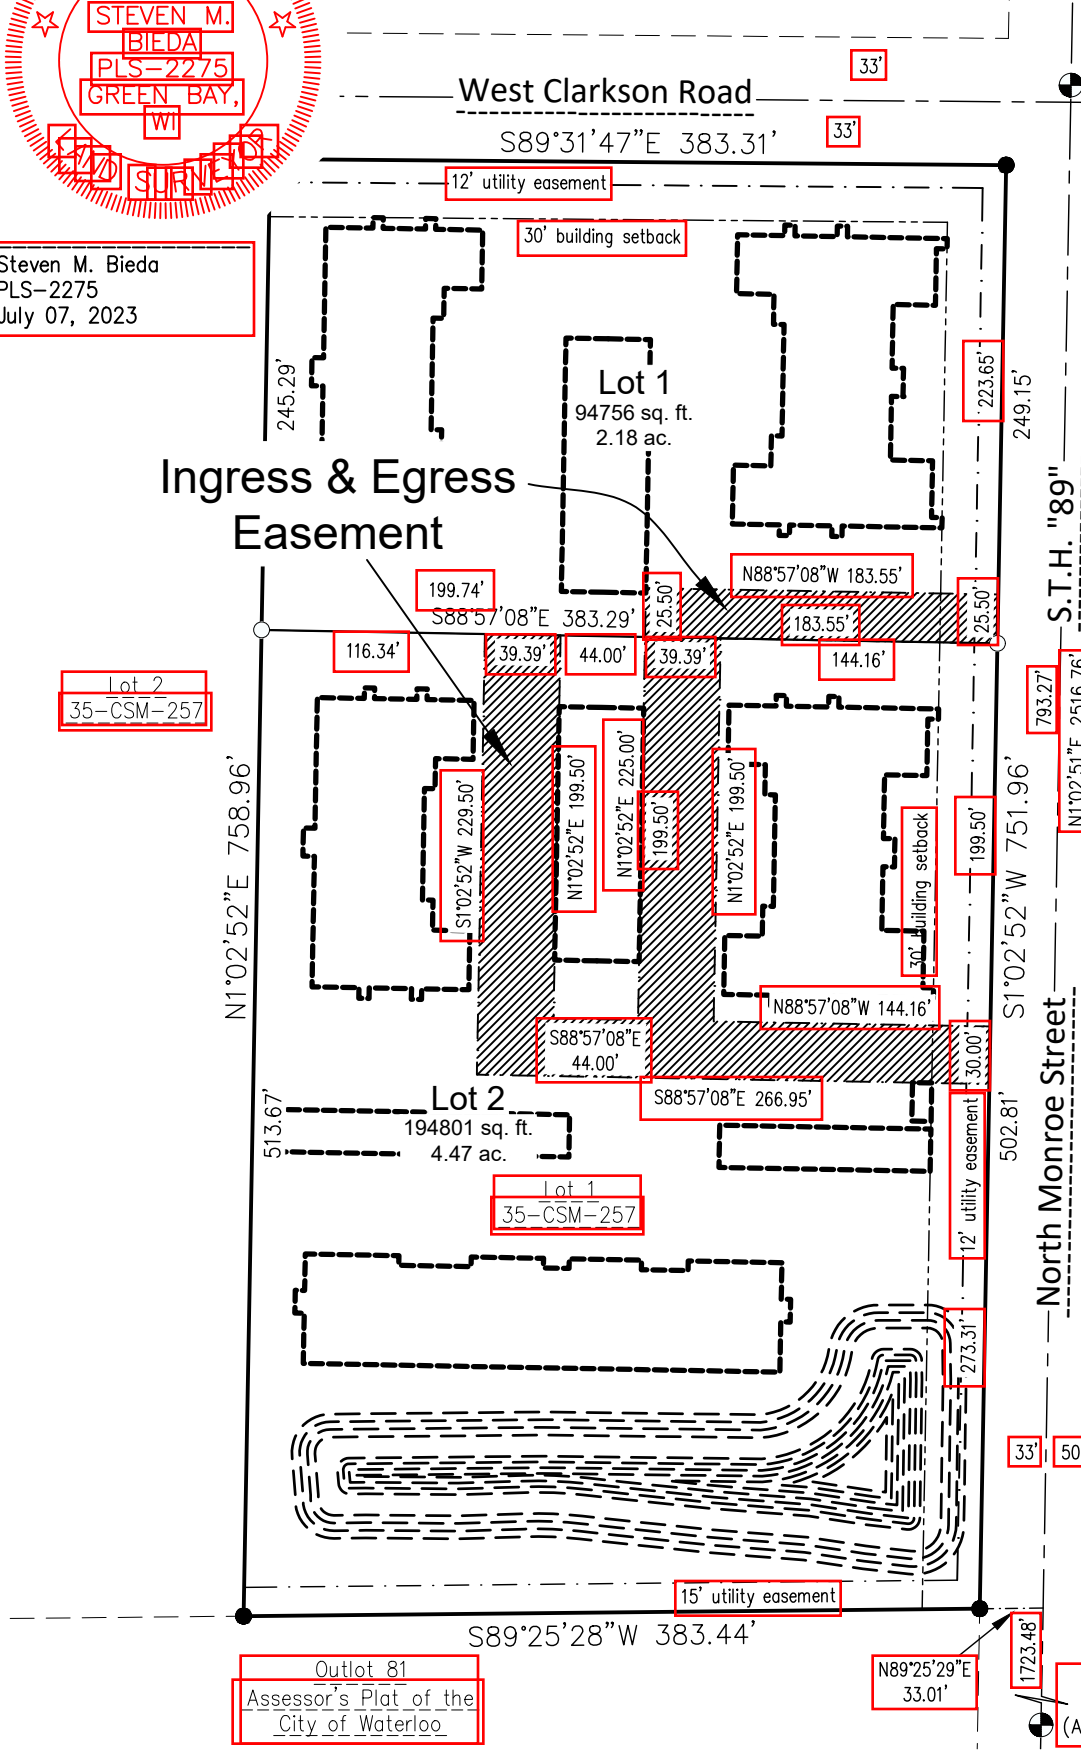 STEVEN M.
BIEDA
PLS-2275
GREEN BAY,
WI
LAND SURVEYOR
33'
West Clarkson Road
33'
S89°31'47"E 383.31'
12' utility easement
30' building setback
Steven M. Bieda
PLS-2275
July 07, 2023
245.29'
Lot 1
94756 sq. ft.
2.18 ac.
223.65'
249.15'
Ingress & Egress
Easement
S.T.H. "89"
N88°57'08"W 183.55'
199.74'
25.50'
25.50'
S88°57'08"E 383.29'
183.55'
116.34'
39.39'
44.00'
39.39'
144.16'
Lot 2
35-CSM-257
793.27'
N1°02'51"E 2516.76'
N1°02'52"E 758.96'
S1°02'52"W 229.50'
N1°02'52"E 199.50'
N1°02'52"E 225.00'
199.50'
N1°02'52"E 199.50'
30' building setback
199.50'
S1°02'52"W 751.96'
N88°57'08"W 144.16'
S88°57'08"E
44.00'
30.00'
S88°57'08"E 266.95'
Lot 2
194801 sq. ft.
4.47 ac.
513.67'
502.81'
12' utility easement
North Monroe Street
Lot 1
35-CSM-257
273.31'
33'
50
15' utility easement
S89°25'28"W 383.44'
Outlot 81
Assessor's Plat of the
City of Waterloo
N89°25'29"E
33.01'
1723.48'
(A